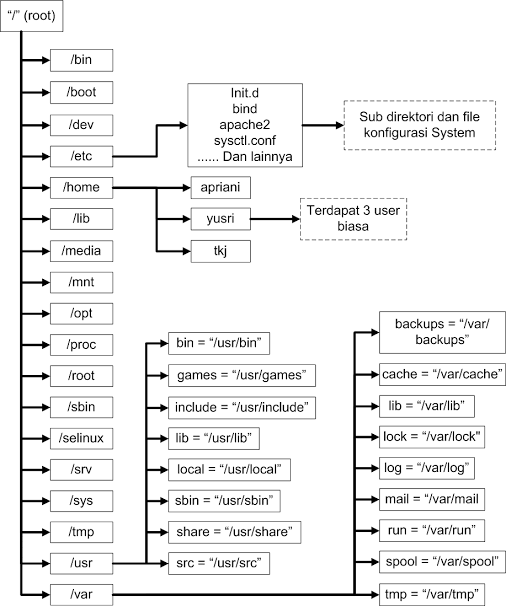 “/” (root)
/bin
/boot
/dev
/etc
/home
/lib
/media
/mnt
/opt
/proc
/root
/sbin
/selinux
/srv
/sys
/tmp
/usr
/var
Init.d
bind
apache2
sysctl.conf
...... Dan lainnya
Sub direktori dan file
konfigurasi System
apriani
yusri
tkj
Terdapat 3 user
biasa
bin = “/usr/bin”
games = “/usr/games”
include = “/usr/include”
lib = “/usr/lib”
local = “/usr/local”
sbin = “/usr/sbin”
share = “/usr/share”
src = “/usr/src”
backups = “/var/
backups”
cache = “/var/cache”
lib = “/var/lib”
lock = “/var/lock"
log = “/var/log”
mail = “/var/mail
run = “/var/run”
spool = “/var/spool”
tmp = “/var/tmp”